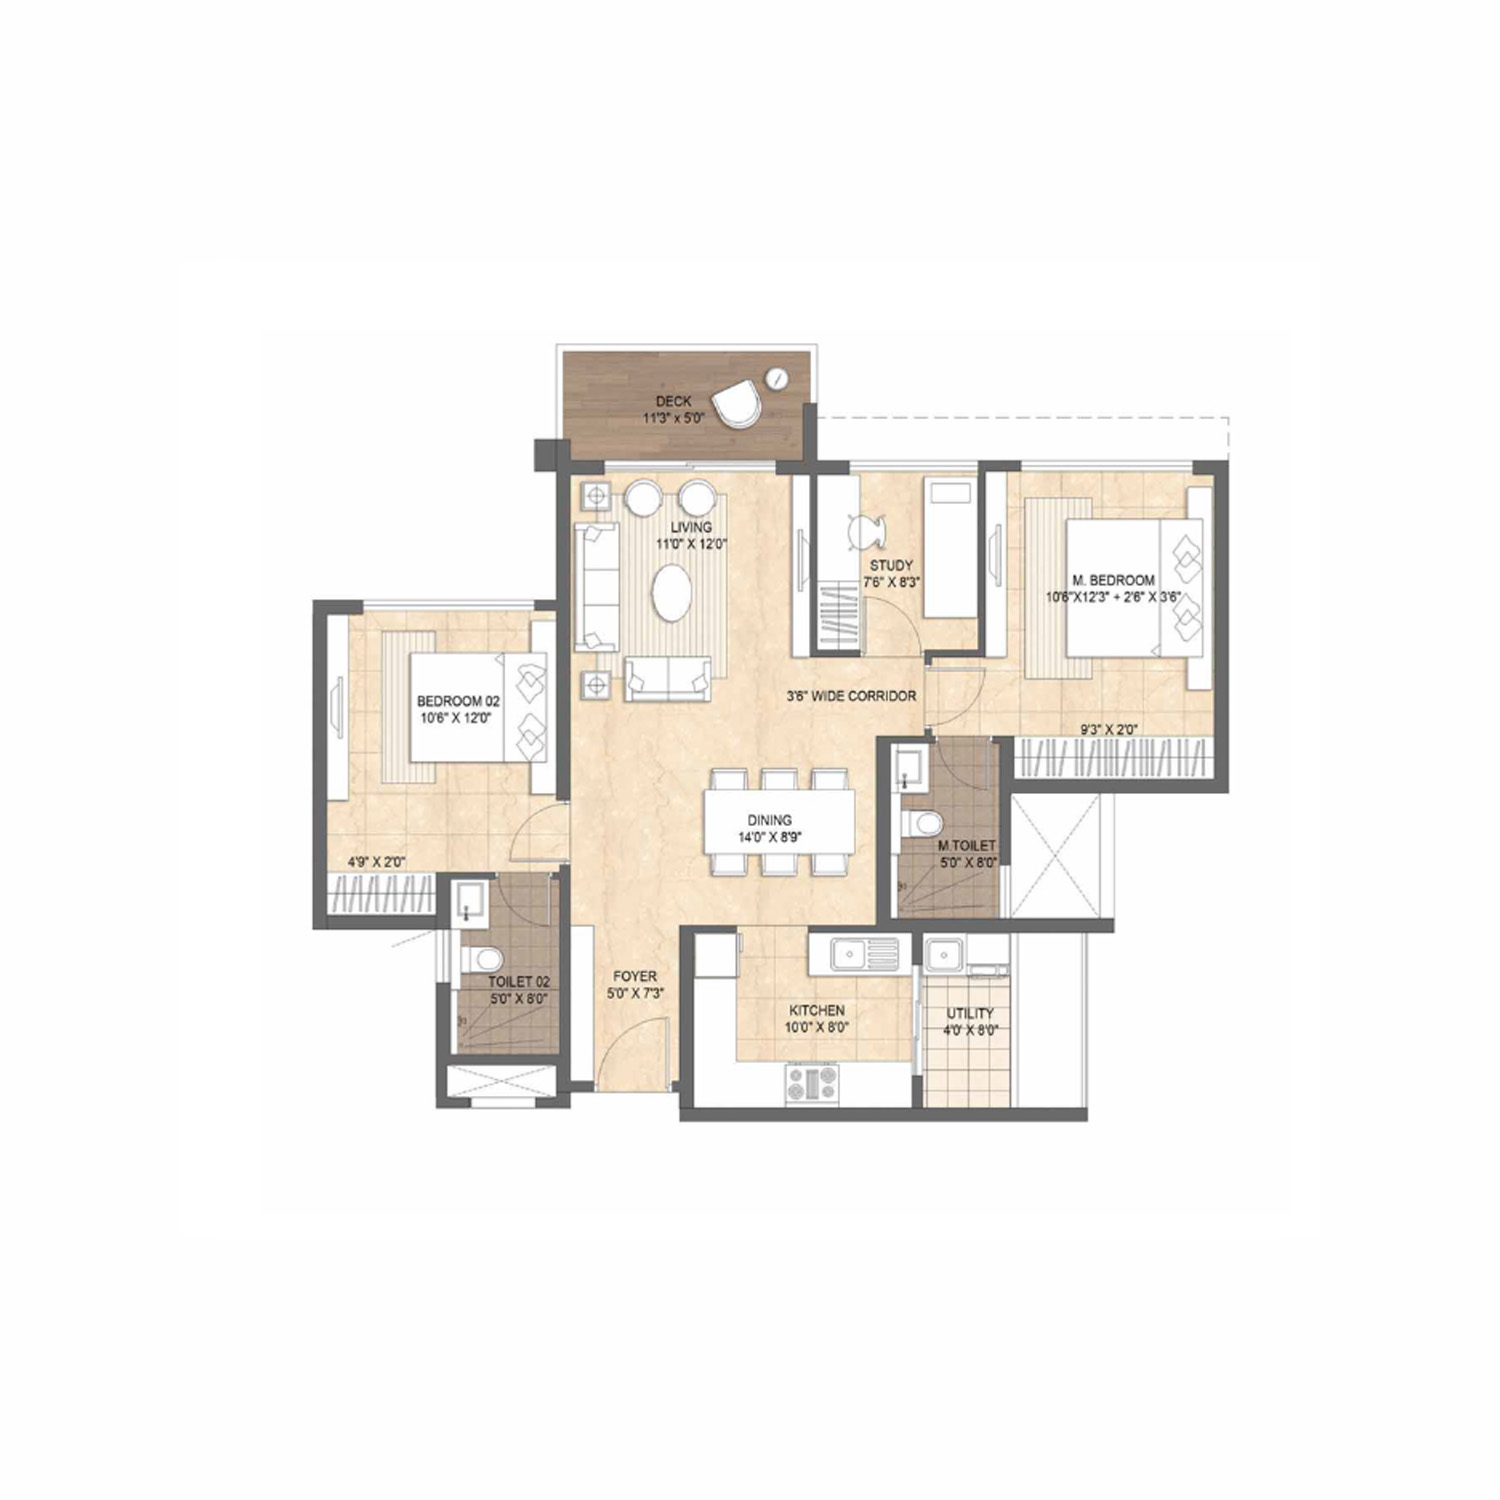 DECK
11'3" x 5'0"
LIVING
11'0" X 12'0"
STUDY
7'6" X 8'3"
M. BEDROOM
10'6"X12'3" + 2'6" X 3'6"
BEDROOM 02
10'6" X 12'0"
3'6" WIDE CORRIDOR
9'3" X 2'0"
DINING
14'0" X 8'9"
M.TOILET
5'0" X 8'0"
4'9" X 2'0"
TOILET 02
5'0" X 8'0"
FOYER
5'0" X 7'3"
KITCHEN
10'0" X 8'0"
UTILITY
4'0' X 8'0"